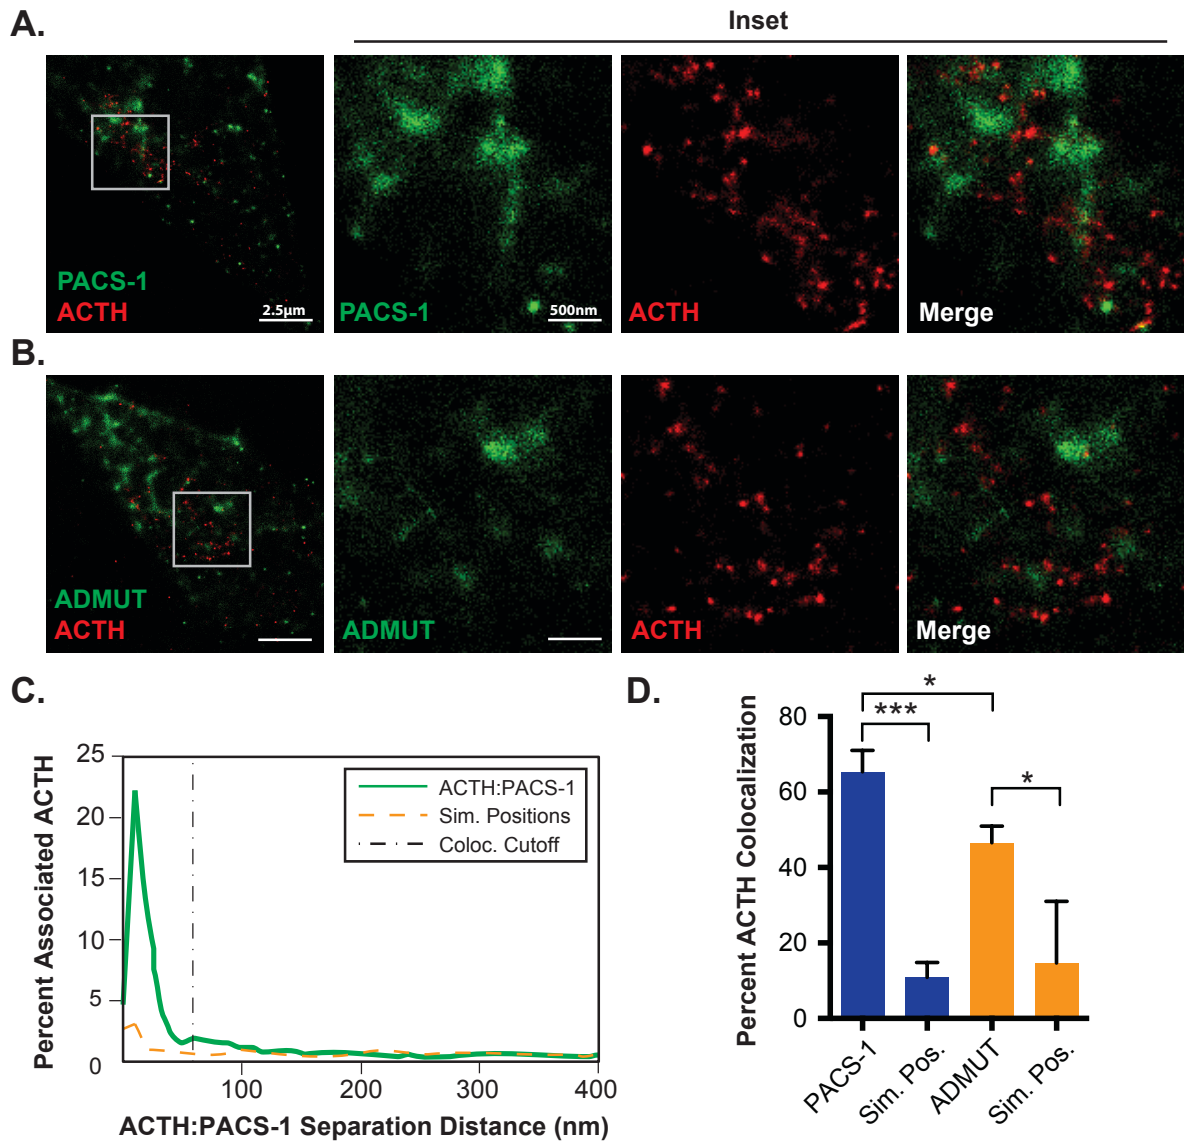 A.
Inset
PACS-1
ACTH
2.5µm
PACS-1
500nm
ACTH
Merge
B.
ADMUT
ACTH
ADMUT
ACTH
Merge
C.
Percent Associated ACTH
25
20
15
10
5
0
ACTH:PACS-1
Sim. Positions
Coloc. Cutoff
100
200
300
400
ACTH:PACS-1 Separation Distance (nm)
D.
Percent ACTH Colocalization
80
60
40
20
0
*
***
*
PACS-1
Sim. Pos.
ADMUT
Sim. Pos.